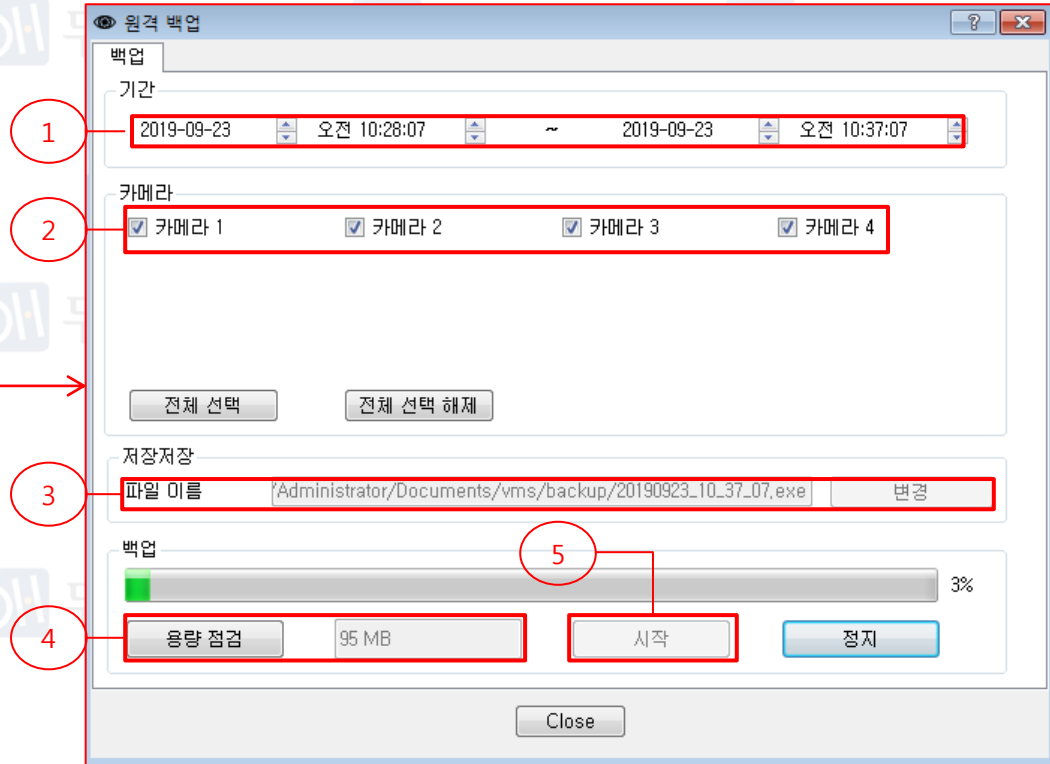 원격 백업
백업
기간
1
2019-09-23 오전 10:28:07 ~ 2019-09-23 오전 10:37:07
카메라
2
카메라 1 카메라 2 카메라 3 카메라 4
전체 선택 전체 선택 해제
저장저장
3
파일 이름 /Administrator/Documents/vms/backup/20190923_10_37_07.exe 변경
백업
5
3%
4
용량 점검 95 MB 시작 정지
Close